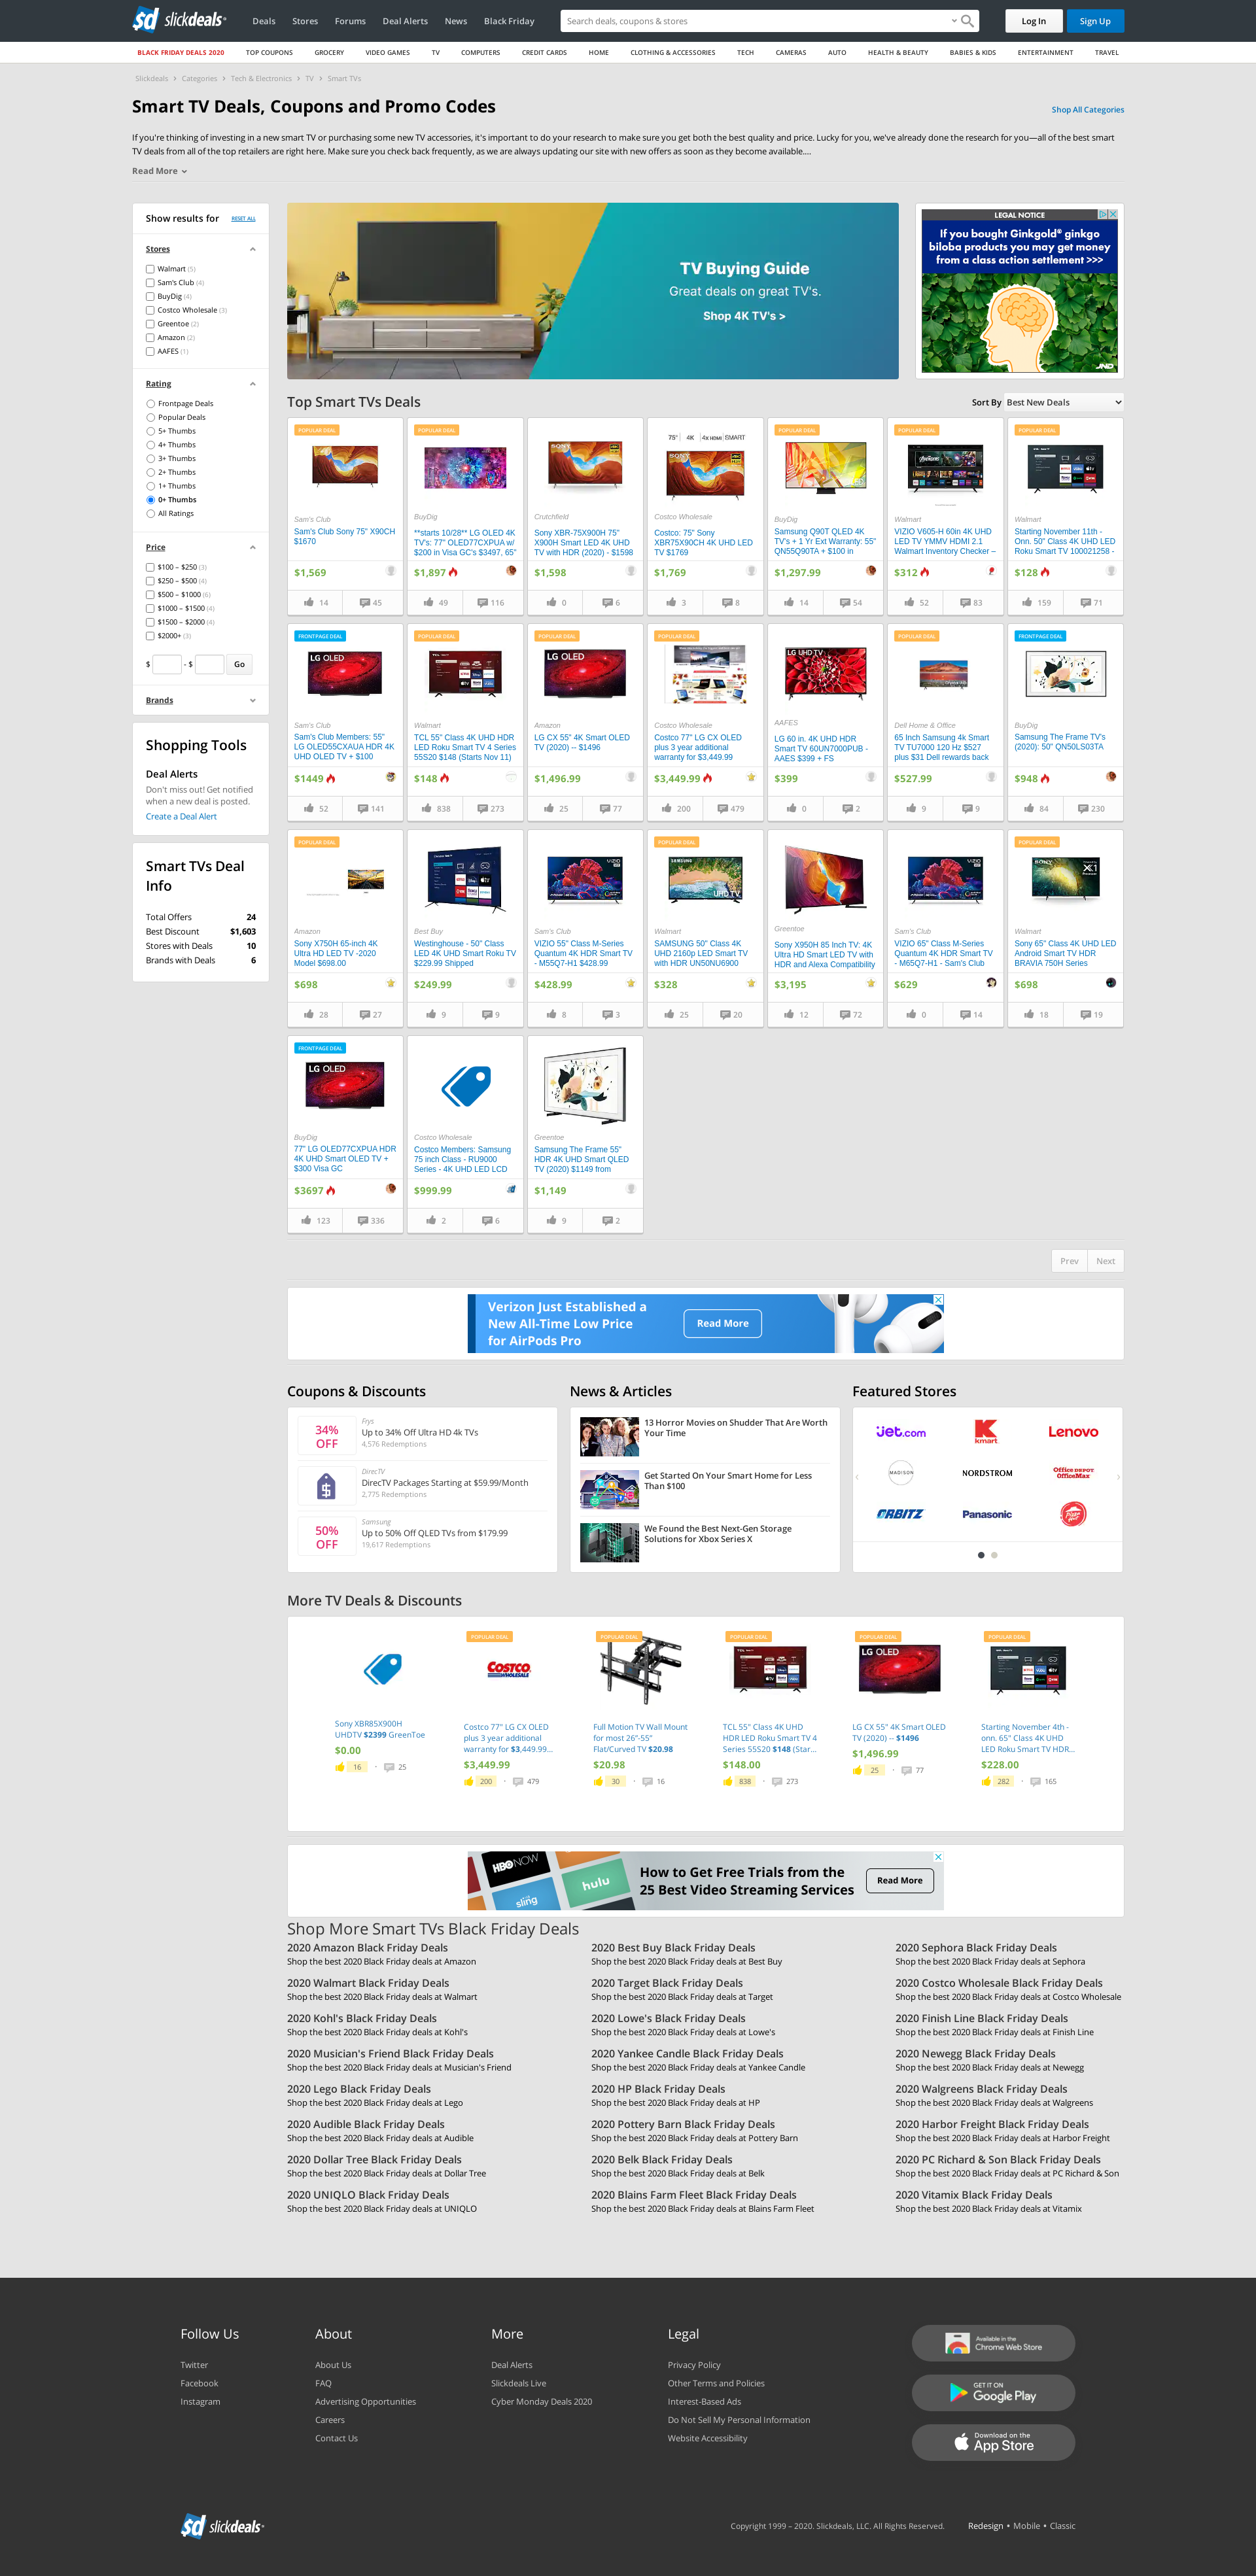 sd slickdeals
Deals
Stores
Forums
Deal Alerts
News
Black Friday
Search deals, coupons & stores
Log In
Sign Up
BLACK FRIDAY DEALS 2020
TOP COUPONS
GROCERY
VIDEO GAMES
TV
COMPUTERS
CREDIT CARDS
HOME
CLOTHING & ACCESSORIES
TECH
CAMERAS
AUTO
HEALTH & BEAUTY
BABIES & KIDS
ENTERTAINMENT
TRAVEL
Slickdeals › Categories › Tech & Electronics › TV › Smart TVs
Smart TV Deals, Coupons and Promo Codes
Shop All Categories
If you're thinking of investing in a new smart TV or purchasing some new TV accessories, it's important to do your research to make sure you get both the best quality and price. Lucky for you, we've already done the research for you—all of the best smart
TV deals from all of the top retailers are right here. Make sure you check back frequently, as we are always updating our site with new offers as soon as they become available....
Read More
Show results for
RESET ALL
Stores
Walmart (5)
Sam's Club (4)
BuyDig (4)
Costco Wholesale (3)
Greentoe (2)
Amazon (2)
AAFES (1)
Rating
Frontpage Deals
Popular Deals
5+ Thumbs
4+ Thumbs
3+ Thumbs
2+ Thumbs
1+ Thumbs
0+ Thumbs
All Ratings
Price
$100 – $250 (3)
$250 – $500 (4)
$500 – $1000 (6)
$1000 – $1500 (4)
$1500 – $2000 (4)
$2000+ (3)
$ - $ Go
Brands
Shopping Tools
Deal Alerts
Don't miss out! Get notified
when a new deal is posted.
Create a Deal Alert
Smart TVs Deal
Info
Total Offers 24
Best Discount $1,603
Stores with Deals 10
Brands with Deals 6
TV Buying Guide
Great deals on great TV's.
Shop 4K TV's >
LEGAL NOTICE
If you bought Ginkgold® ginkgo
biloba products you may get money
from a class action settlement >>>
JND
Top Smart TVs Deals
Sort By Best New Deals
POPULAR DEAL
Sam's Club
Sam's Club Sony 75" X90CH
$1670
$1,569
14 45
POPULAR DEAL
BuyDig
**starts 10/28** LG OLED 4K
TV's: 77" OLED77CXPUA w/
$200 in Visa GC's $3497, 65"
$1,897
49 116
SONY
Crutchfield
Sony XBR-75X900H 75"
X900H Smart LED 4K UHD
TV with HDR (2020) - $1598
$1,598
0 6
75" 4K 4X HDMI SMART
SONY
Costco Wholesale
Costco: 75" Sony
XBR75X90CH 4K UHD LED
TV $1769
$1,769
3 8
POPULAR DEAL
BuyDig
Samsung Q90T QLED 4K
TV's + 1 Yr Ext Warranty: 55"
QN55Q90TA + $100 in
$1,297.99
14 54
POPULAR DEAL
Walmart
VIZIO V605-H 60in 4K UHD
LED TV YMMV HDMI 2.1
Walmart Inventory Checker –
$312
52 83
POPULAR DEAL
Walmart
Starting November 11th -
Onn. 50" Class 4K UHD LED
Roku Smart TV 100021258 -
$128
159 71
FRONTPAGE DEAL
LG OLED
Sam's Club
Sam's Club Members: 55"
LG OLED55CXAUA HDR 4K
UHD OLED TV + $100
$1449
52 141
POPULAR DEAL
Walmart
TCL 55" Class 4K UHD HDR
LED Roku Smart TV 4 Series
55S20 $148 (Starts Nov 11)
$148
838 273
POPULAR DEAL
LG OLED
Amazon
LG CX 55" 4K Smart OLED
TV (2020) -- $1496
$1,496.99
25 77
POPULAR DEAL
Costco Wholesale
Costco 77" LG CX OLED
plus 3 year additional
warranty for $3,449.99
$3,449.99
200 479
LG UHD TV
AAFES
LG 60 in. 4K UHD HDR
Smart TV 60UN7000PUB -
AAES $399 + FS
$399
0 2
POPULAR DEAL
Dell Home & Office
65 Inch Samsung 4k Smart
TV TU7000 120 Hz $527
plus $31 Dell rewards back
$527.99
9 9
FRONTPAGE DEAL
BuyDig
Samsung The Frame TV's
(2020): 50" QN50LS03TA
$948
84 230
POPULAR DEAL
Amazon
Sony X750H 65-inch 4K
Ultra HD LED TV -2020
Model $698.00
$698
28 27
Best Buy
Westinghouse - 50" Class
LED 4K UHD Smart Roku TV
$229.99 Shipped
$249.99
9 9
VIZIO
Sam's Club
VIZIO 55" Class M-Series
Quantum 4K HDR Smart TV
- M55Q7-H1 $428.99
$428.99
8 3
POPULAR DEAL
SAMSUNG
UHD TV
Walmart
SAMSUNG 50" Class 4K
UHD 2160p LED Smart TV
with HDR UN50NU6900
$328
25 20
Greentoe
Sony X950H 85 Inch TV: 4K
Ultra HD Smart LED TV with
HDR and Alexa Compatibility
$3,195
12 72
VIZIO
Sam's Club
VIZIO 65" Class M-Series
Quantum 4K HDR Smart TV
- M65Q7-H1 - Sam's Club
$629
0 14
POPULAR DEAL
SONY
X1
Walmart
Sony 65" Class 4K UHD LED
Android Smart TV HDR
BRAVIA 750H Series
$698
18 19
FRONTPAGE DEAL
LG OLED
BuyDig
77" LG OLED77CXPUA HDR
4K UHD Smart OLED TV +
$300 Visa GC
$3697
123 336
Costco Wholesale
Costco Members: Samsung
75 inch Class - RU9000
Series - 4K UHD LED LCD
$999.99
2 6
Greentoe
Samsung The Frame 55"
HDR 4K UHD Smart QLED
TV (2020) $1149 from
$1,149
9 2
Prev Next
Verizon Just Established a
New All-Time Low Price
for AirPods Pro
Read More
Coupons & Discounts
34%
OFF
Frys
Up to 34% Off Ultra HD 4k TVs
4,576 Redemptions
DirecTV
DirecTV Packages Starting at $59.99/Month
2,775 Redemptions
50%
OFF
Samsung
Up to 50% Off QLED TVs from $179.99
19,617 Redemptions
News & Articles
13 Horror Movies on Shudder That Are Worth
Your Time
Get Started On Your Smart Home for Less
Than $100
We Found the Best Next-Gen Storage
Solutions for Xbox Series X
Featured Stores
Jet.com
kmart
Lenovo
MADISON
NORDSTROM
Office DEPOT
OfficeMax
ORBITZ
Panasonic
Pizza Hut
More TV Deals & Discounts
Sony XBR85X900H
UHDTV $2399 GreenToe
$0.00
16 • 25
POPULAR DEAL
COSTCO
WHOLESALE
Costco 77" LG CX OLED
plus 3 year additional
warranty for $3,449.99...
$3,449.99
200 • 479
POPULAR DEAL
Full Motion TV Wall Mount
for most 26"-55"
Flat/Curved TV $20.98
$20.98
30 • 16
POPULAR DEAL
TCL 55" Class 4K UHD
HDR LED Roku Smart TV 4
Series 55S20 $148 (Star...
$148.00
838 • 273
POPULAR DEAL
LG OLED
LG CX 55" 4K Smart OLED
TV (2020) -- $1496
$1,496.99
25 • 77
POPULAR DEAL
Starting November 4th -
onn. 65" Class 4K UHD
LED Roku Smart TV HDR...
$228.00
282 • 165
HBO NOW
sling
hulu
How to Get Free Trials from the
25 Best Video Streaming Services
Read More
Shop More Smart TVs Black Friday Deals
2020 Amazon Black Friday Deals
Shop the best 2020 Black Friday deals at Amazon
2020 Best Buy Black Friday Deals
Shop the best 2020 Black Friday deals at Best Buy
2020 Sephora Black Friday Deals
Shop the best 2020 Black Friday deals at Sephora
2020 Walmart Black Friday Deals
Shop the best 2020 Black Friday deals at Walmart
2020 Target Black Friday Deals
Shop the best 2020 Black Friday deals at Target
2020 Costco Wholesale Black Friday Deals
Shop the best 2020 Black Friday deals at Costco Wholesale
2020 Kohl's Black Friday Deals
Shop the best 2020 Black Friday deals at Kohl's
2020 Lowe's Black Friday Deals
Shop the best 2020 Black Friday deals at Lowe's
2020 Finish Line Black Friday Deals
Shop the best 2020 Black Friday deals at Finish Line
2020 Musician's Friend Black Friday Deals
Shop the best 2020 Black Friday deals at Musician's Friend
2020 Yankee Candle Black Friday Deals
Shop the best 2020 Black Friday deals at Yankee Candle
2020 Newegg Black Friday Deals
Shop the best 2020 Black Friday deals at Newegg
2020 Lego Black Friday Deals
Shop the best 2020 Black Friday deals at Lego
2020 HP Black Friday Deals
Shop the best 2020 Black Friday deals at HP
2020 Walgreens Black Friday Deals
Shop the best 2020 Black Friday deals at Walgreens
2020 Audible Black Friday Deals
Shop the best 2020 Black Friday deals at Audible
2020 Pottery Barn Black Friday Deals
Shop the best 2020 Black Friday deals at Pottery Barn
2020 Harbor Freight Black Friday Deals
Shop the best 2020 Black Friday deals at Harbor Freight
2020 Dollar Tree Black Friday Deals
Shop the best 2020 Black Friday deals at Dollar Tree
2020 Belk Black Friday Deals
Shop the best 2020 Black Friday deals at Belk
2020 PC Richard & Son Black Friday Deals
Shop the best 2020 Black Friday deals at PC Richard & Son
2020 UNIQLO Black Friday Deals
Shop the best 2020 Black Friday deals at UNIQLO
2020 Blains Farm Fleet Black Friday Deals
Shop the best 2020 Black Friday deals at Blains Farm Fleet
2020 Vitamix Black Friday Deals
Shop the best 2020 Black Friday deals at Vitamix
Follow Us
Twitter
Facebook
Instagram
About
About Us
FAQ
Advertising Opportunities
Careers
Contact Us
More
Deal Alerts
Slickdeals Live
Cyber Monday Deals 2020
Legal
Privacy Policy
Other Terms and Policies
Interest-Based Ads
Do Not Sell My Personal Information
Website Accessibility
Available in the
Chrome Web Store
GET IT ON
Google Play
Download on the
App Store
sd slickdeals
Copyright 1999 – 2020. Slickdeals, LLC. All Rights Reserved.
Redesign • Mobile • Classic